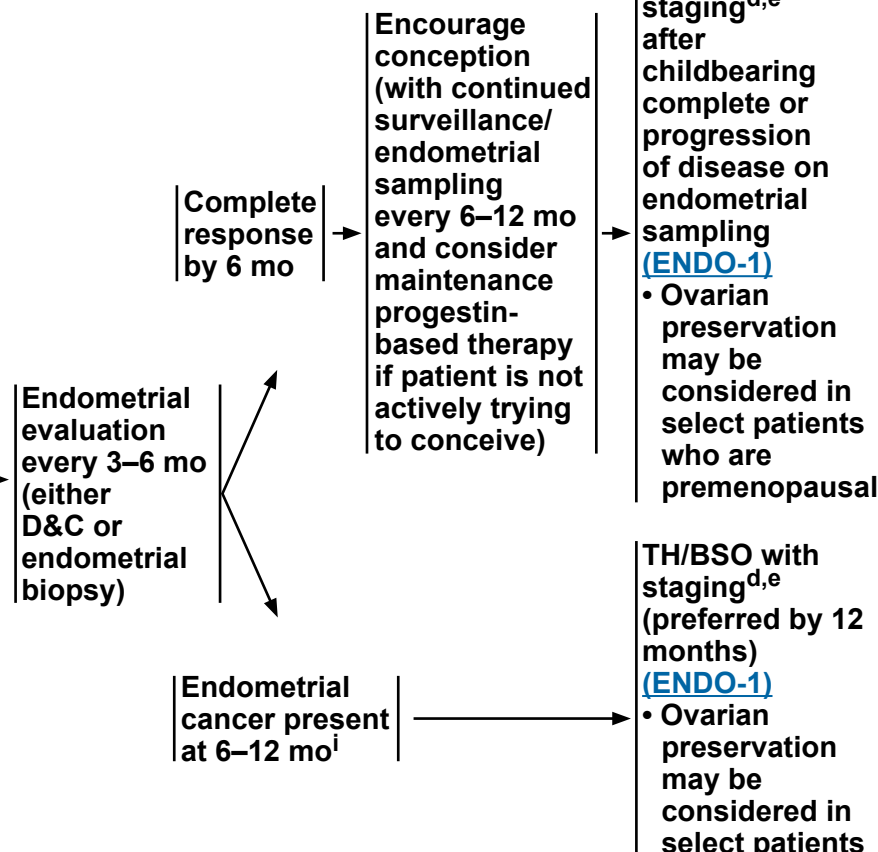 Endometrial
evaluation
every 3–6 mo
(either
D&C or
endometrial
biopsy)
Complete
response
by 6 mo
Encourage
conception
(with continued
surveillance/
endometrial
sampling
every 6–12 mo
and consider
maintenance
progestin-
based therapy
if patient is not
actively trying
to conceive)
staging^d,e
after
childbearing
complete or
progression
of disease on
endometrial
sampling
(ENDO-1)
• Ovarian
preservation
may be
considered in
select patients
who are
premenopausal
Endometrial
cancer present
at 6–12 mo^i
TH/BSO with
staging^d,e
(preferred by 12
months)
(ENDO-1)
• Ovarian
preservation
may be
considered in
select patients